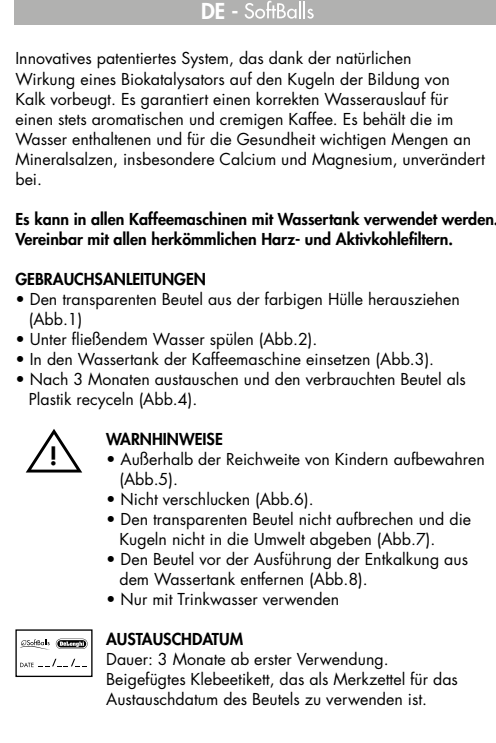 DE - SoftBalls
Innovatives patentiertes System, das dank der natürlichen
Wirkung eines Biokatalysators auf den Kugeln der Bildung von
Kalk vorbeugt. Es garantiert einen korrekten Wasserauslauf für
einen stets aromatischen und cremigen Kaffee. Es behält die im
Wasser enthaltenen und für die Gesundheit wichtigen Mengen an
Mineralsalzen, insbesondere Calcium und Magnesium, unverändert
bei.
Es kann in allen Kaffeemaschinen mit Wassertank verwendet werden.
Vereinbar mit allen herkömmlichen Harz- und Aktivkohlefiltern.
GEBRAUCHSANLEITUNGEN
• Den transparenten Beutel aus der farbigen Hülle herausziehen
(Abb.1)
• Unter fließendem Wasser spülen (Abb.2).
• In den Wassertank der Kaffeemaschine einsetzen (Abb.3).
• Nach 3 Monaten austauschen und den verbrauchten Beutel als
Plastik recyceln (Abb.4).
WARNHINWEISE
• Außerhalb der Reichweite von Kindern aufbewahren
(Abb.5).
• Nicht verschlucken (Abb.6).
• Den transparenten Beutel nicht aufbrechen und die
Kugeln nicht in die Umwelt abgeben (Abb.7).
• Den Beutel vor der Ausführung der Entkalkung aus
dem Wassertank entfernen (Abb.8).
• Nur mit Trinkwasser verwenden
SoftBalls DeLonghi
DATE __/__/__
AUSTAUSCHDATUM
Dauer: 3 Monate ab erster Verwendung.
Beigefügtes Klebeetikett, das als Merkzettel für das
Austauschdatum des Beutels zu verwenden ist.